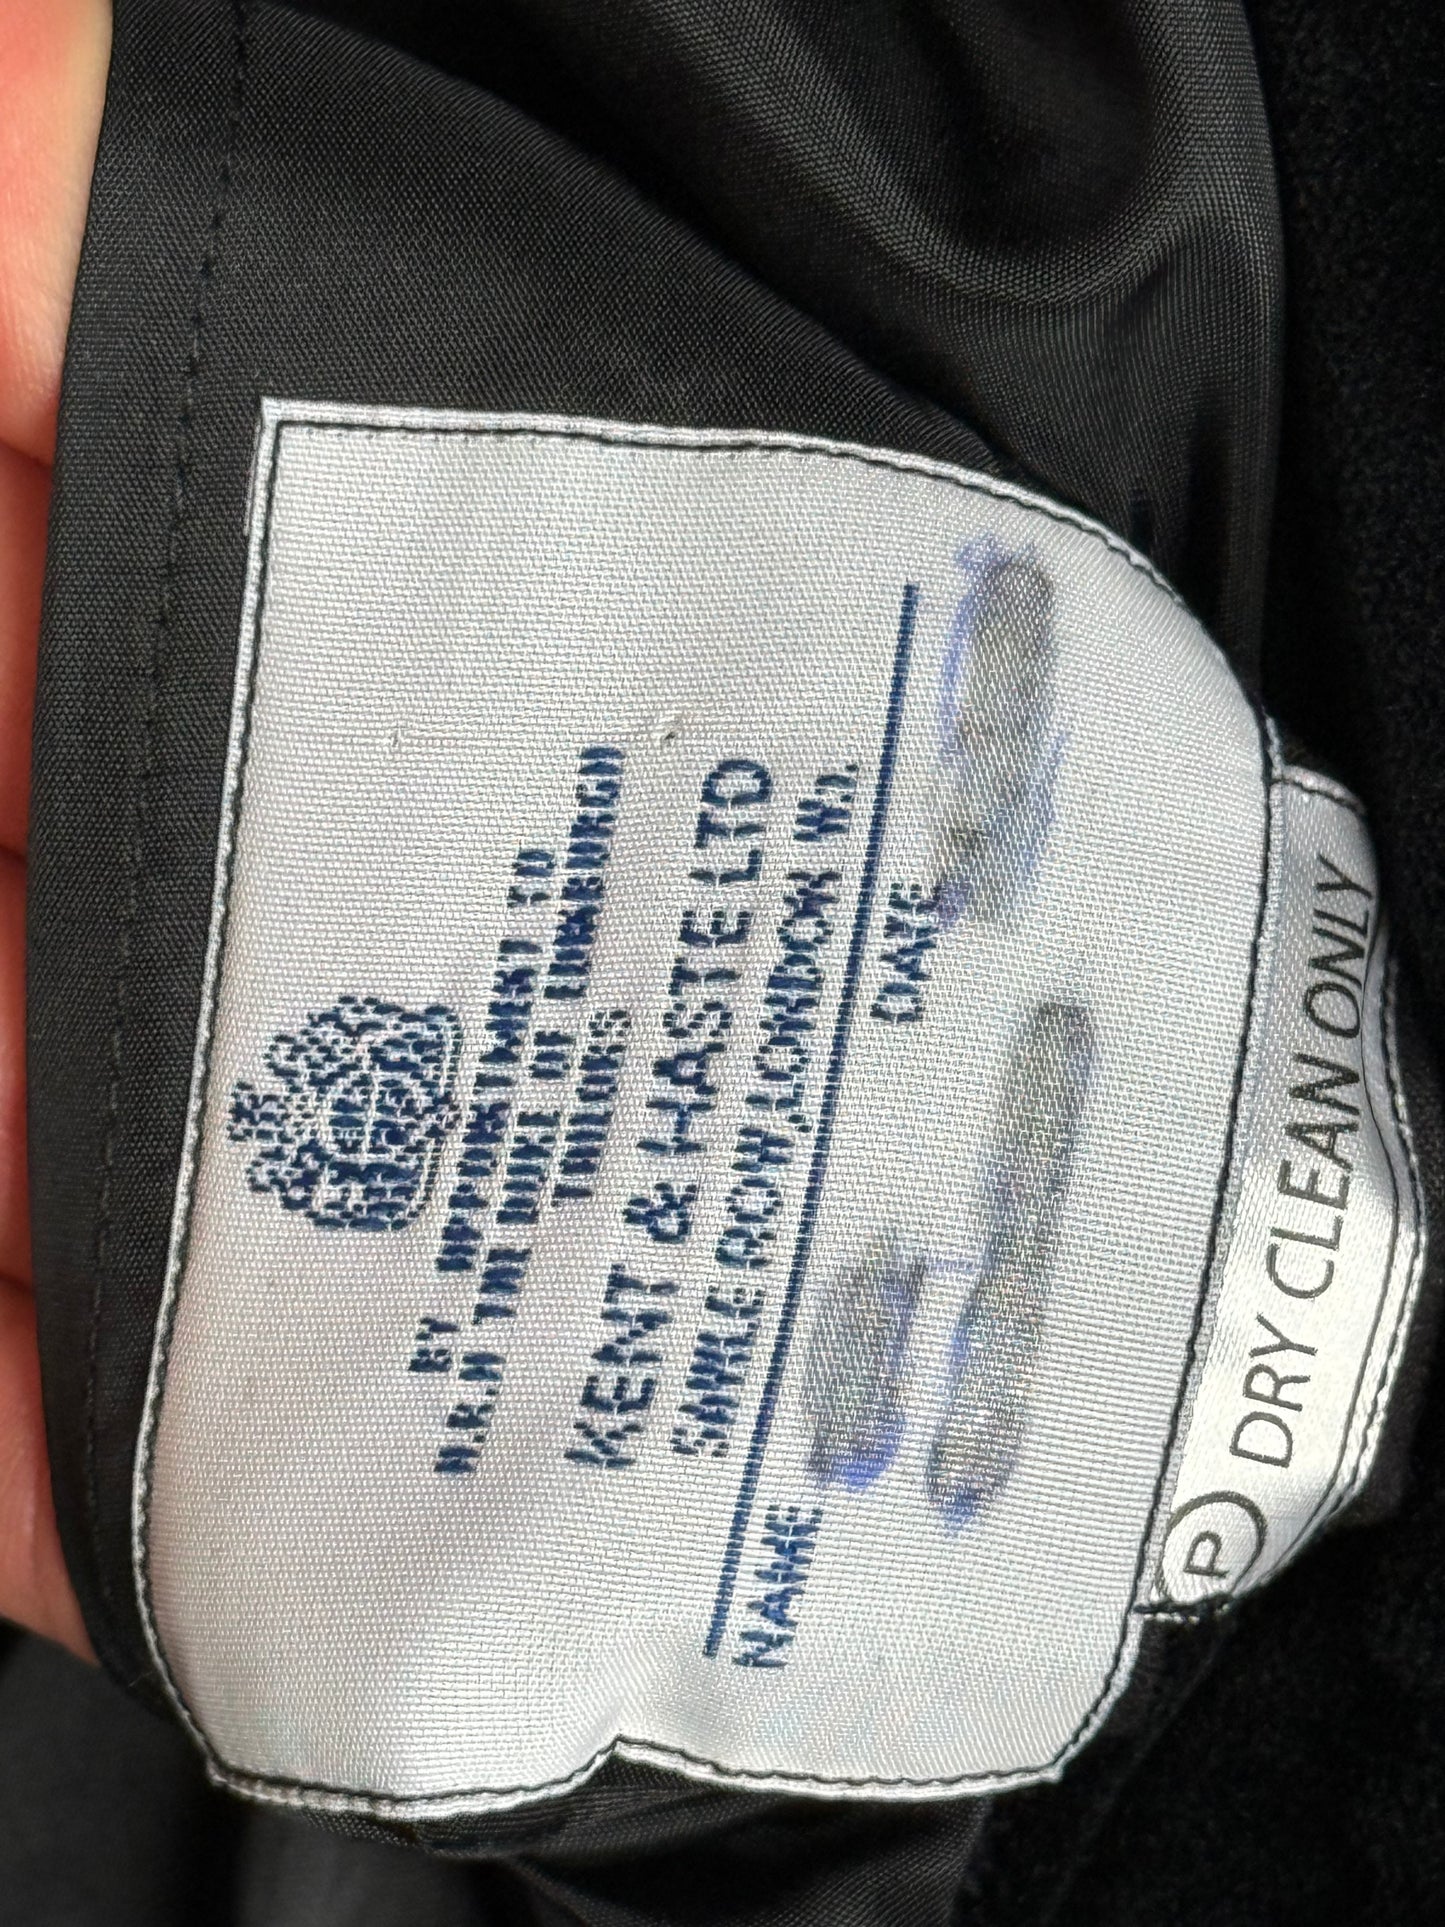 BY APPOINTMENT TO
H.R.H THE DUKE OF EDINBURGH
TAILORS
KENT & HASTE LTD
SAVILE ROW, LONDON W.1.
NAME DATE
P DRY CLEAN ONLY